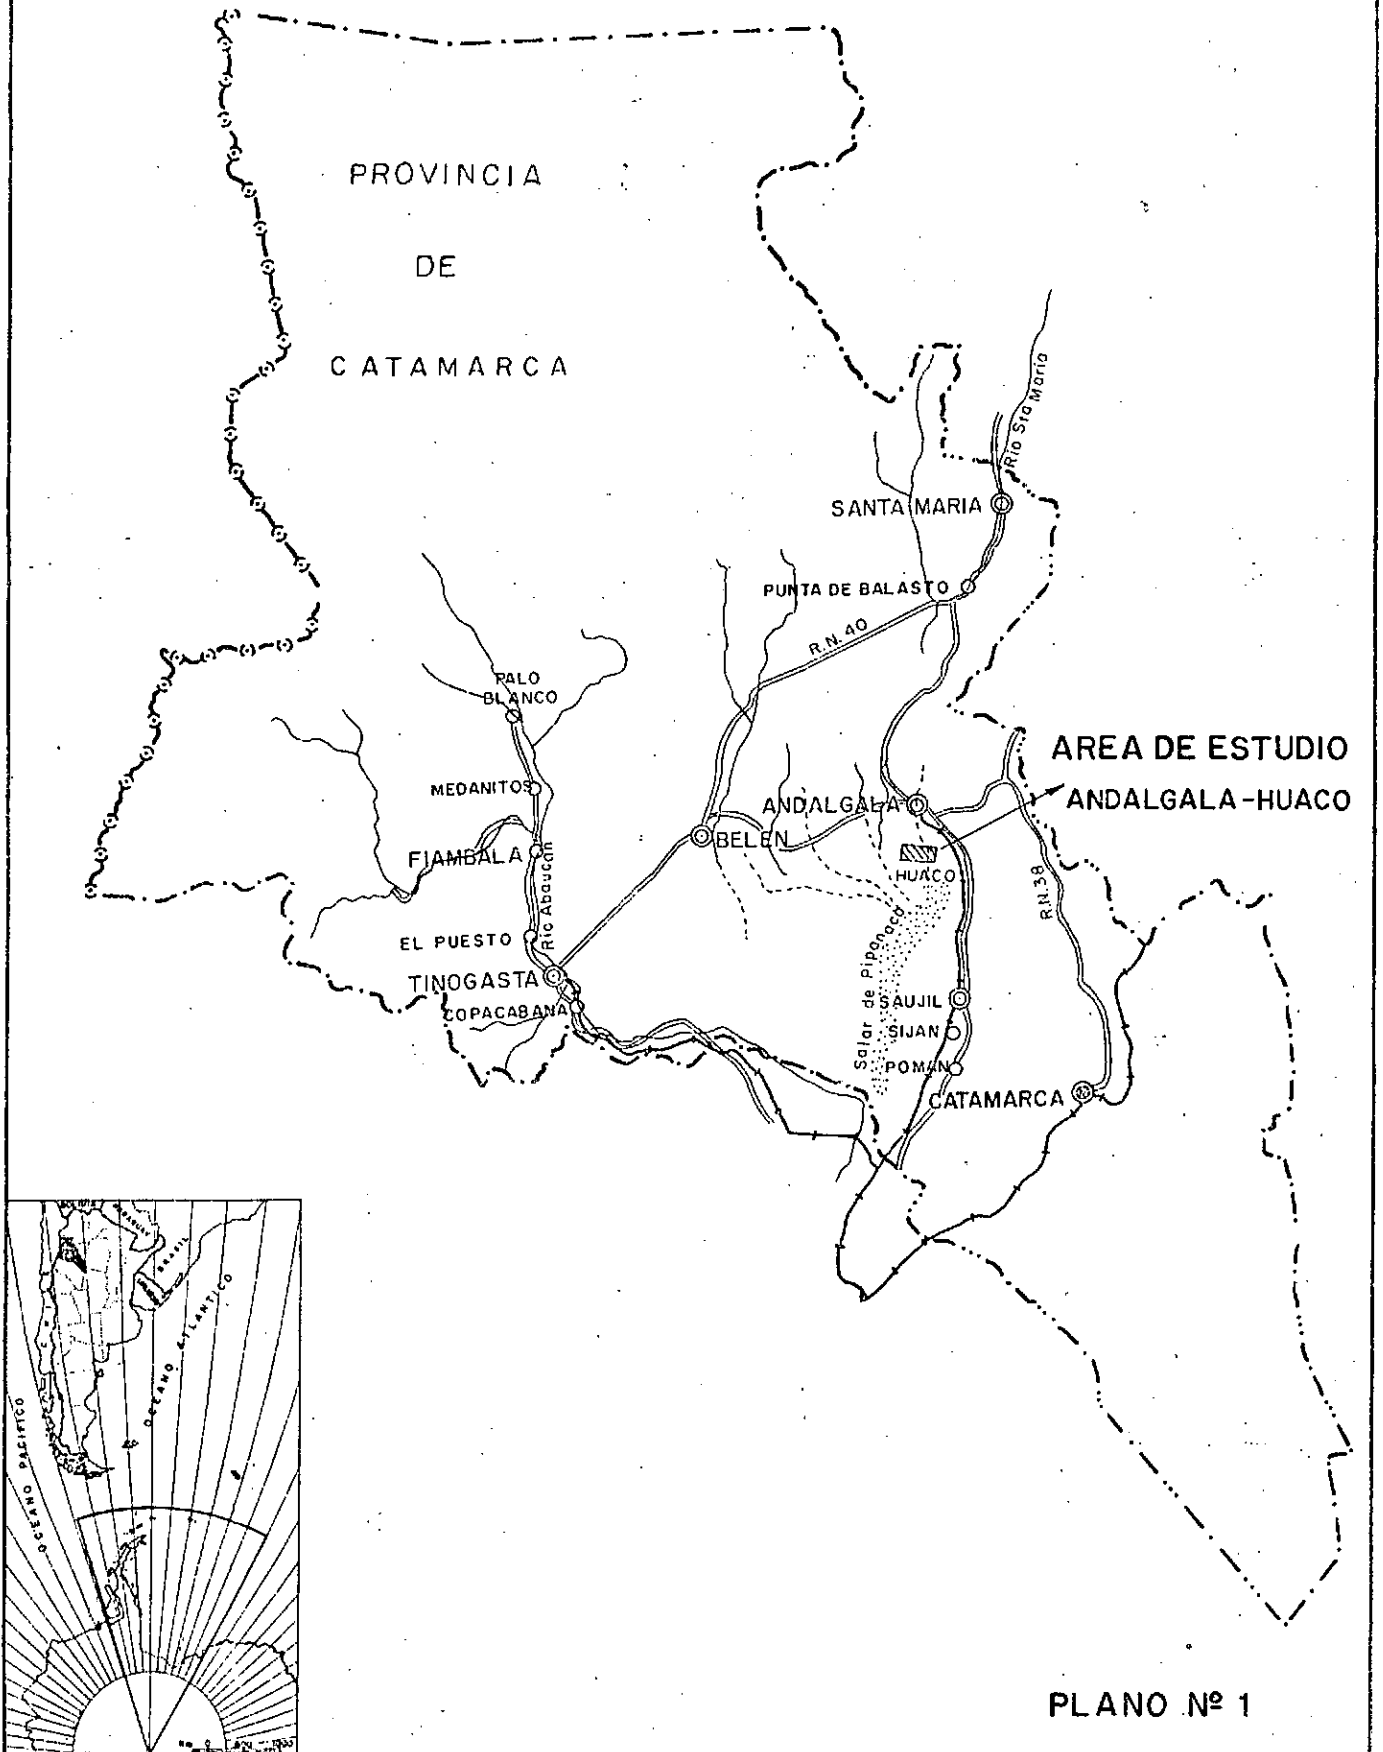 PROVINCIA
DE
CATAMARCA
Rio Sta Maria
SANTA MARIA
PUNTA DE BALASTO
R.N. 40
PALO
BLANCO
AREA DE ESTUDIO
ANDALGALA-HUACO
MEDANITOS
ANDALGALA
BELEN
FIAMBALA
HUACO
R.N.38
Rio Abaucan
EL PUESTO
Salar de Pipanaco
TINOGASTA
SAUJIL
COPACABANA
SIJAN
POMAN
CATAMARCA
BRASIL
OCEANO ATLANTICO
OCEANO PACIFICO
PLANO Nº 1